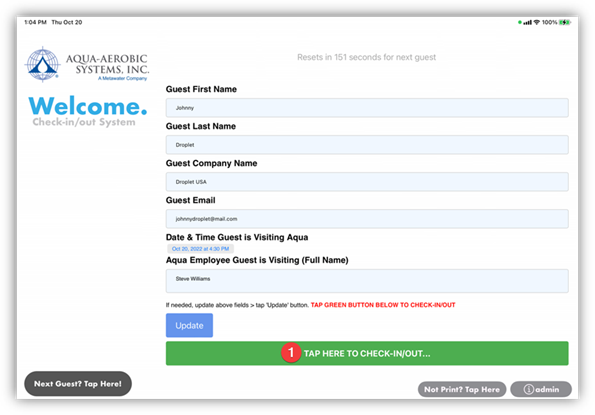 1:04 PM Thu Oct 20
100%
AQUA-AEROBIC
SYSTEMS, INC.
A Metawater Company
Welcome.
Check-in/out System
Resets in 151 seconds for next guest
Guest First Name
Johnny
Guest Last Name
Droplet
Guest Company Name
Droplet USA
Guest Email
johnnydroplet@mail.com
Date & Time Guest is Visiting Aqua
Oct 20, 2022 at 4:30 PM
Aqua Employee Guest is Visiting (Full Name)
Steve Williams
If needed, update above fields > tap 'Update' button. TAP GREEN BUTTON BELOW TO CHECK-IN/OUT
Update
1 TAP HERE TO CHECK-IN/OUT...
Next Guest? Tap Here!
Not Print? Tap Here
i admin